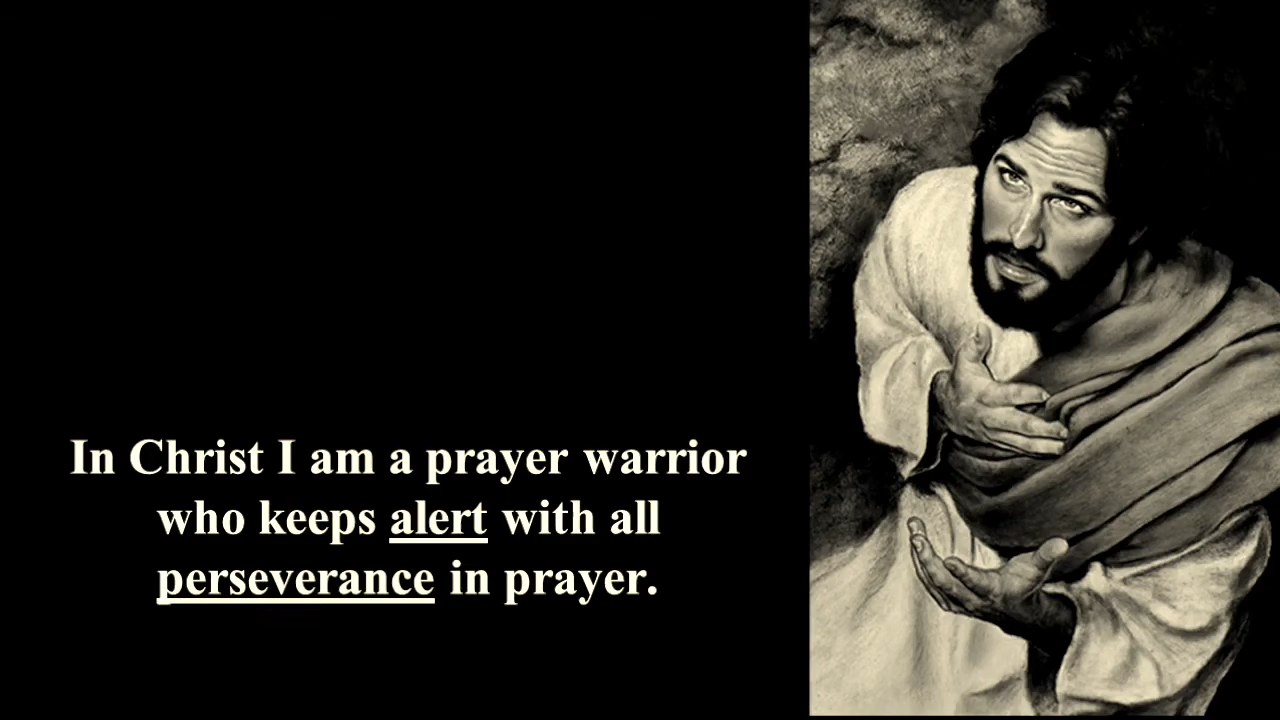 In Christ I am a prayer warrior
who keeps alert with all
perseverance in prayer.